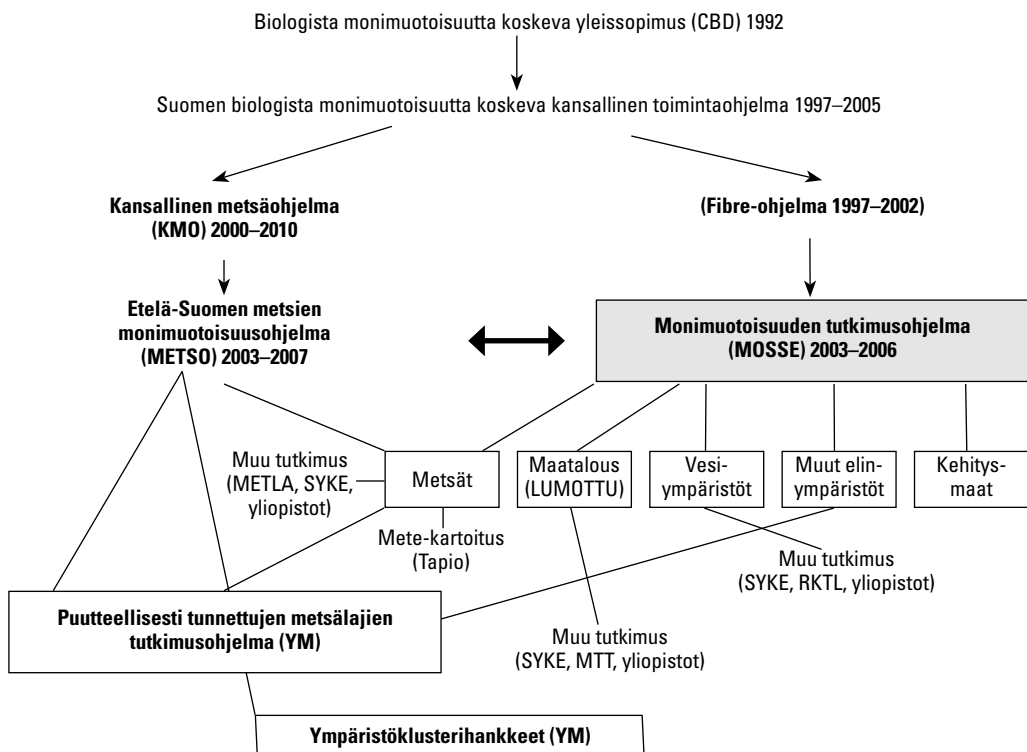 Biologista monimuotoisuutta koskeva yleissopimus (CBD) 1992
Suomen biologista monimuotoisuutta koskeva kansallinen toimintaohjelma 1997–2005
Kansallinen metsäohjelma
(KMO) 2000–2010
(Fibre-ohjelma 1997–2002)
Etelä-Suomen metsien
monimuotoisuusohjelma
(METSO) 2003–2007
Monimuotoisuuden tutkimusohjelma
(MOSSE) 2003–2006
Muu tutkimus
(METLA, SYKE,
yliopistot)
Metsät
Maatalous
(LUMOTTU)
Vesi-
ympäristöt
Muut elin-
ympäristöt
Kehitys-
maat
Mete-kartoitus
(Tapio)
Muu tutkimus
(SYKE, RKTL, yliopistot)
Puutteellisesti tunnettujen metsälajien
tutkimusohjelma (YM)
Muu tutkimus
(SYKE, MTT, yliopistot)
Ympäristöklusterihankkeet (YM)